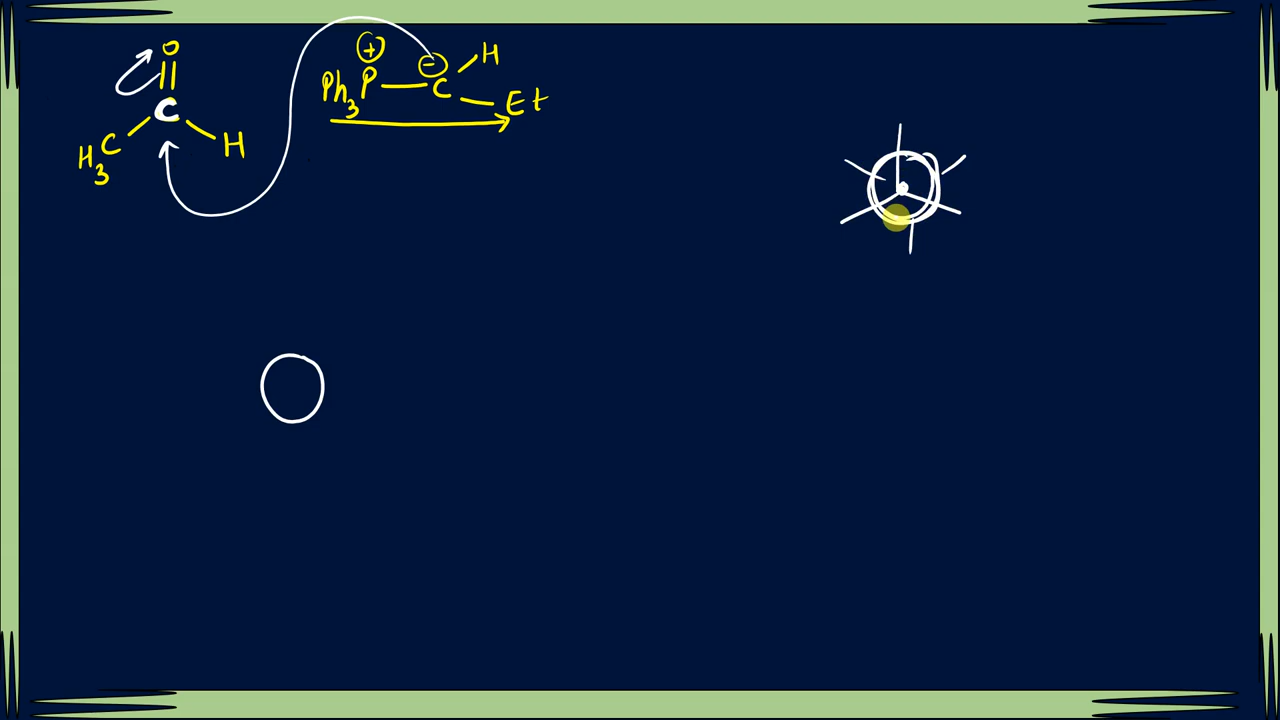 O
C
H₃C H
⊕ ⊖ H
Ph₃P — C
Et